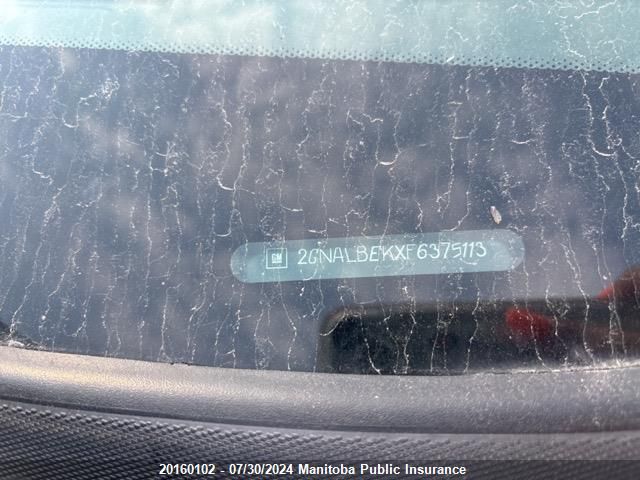 GM 2GNALBEKXF6375113
20160102 - 07/30/2024 Manitoba Public Insurance